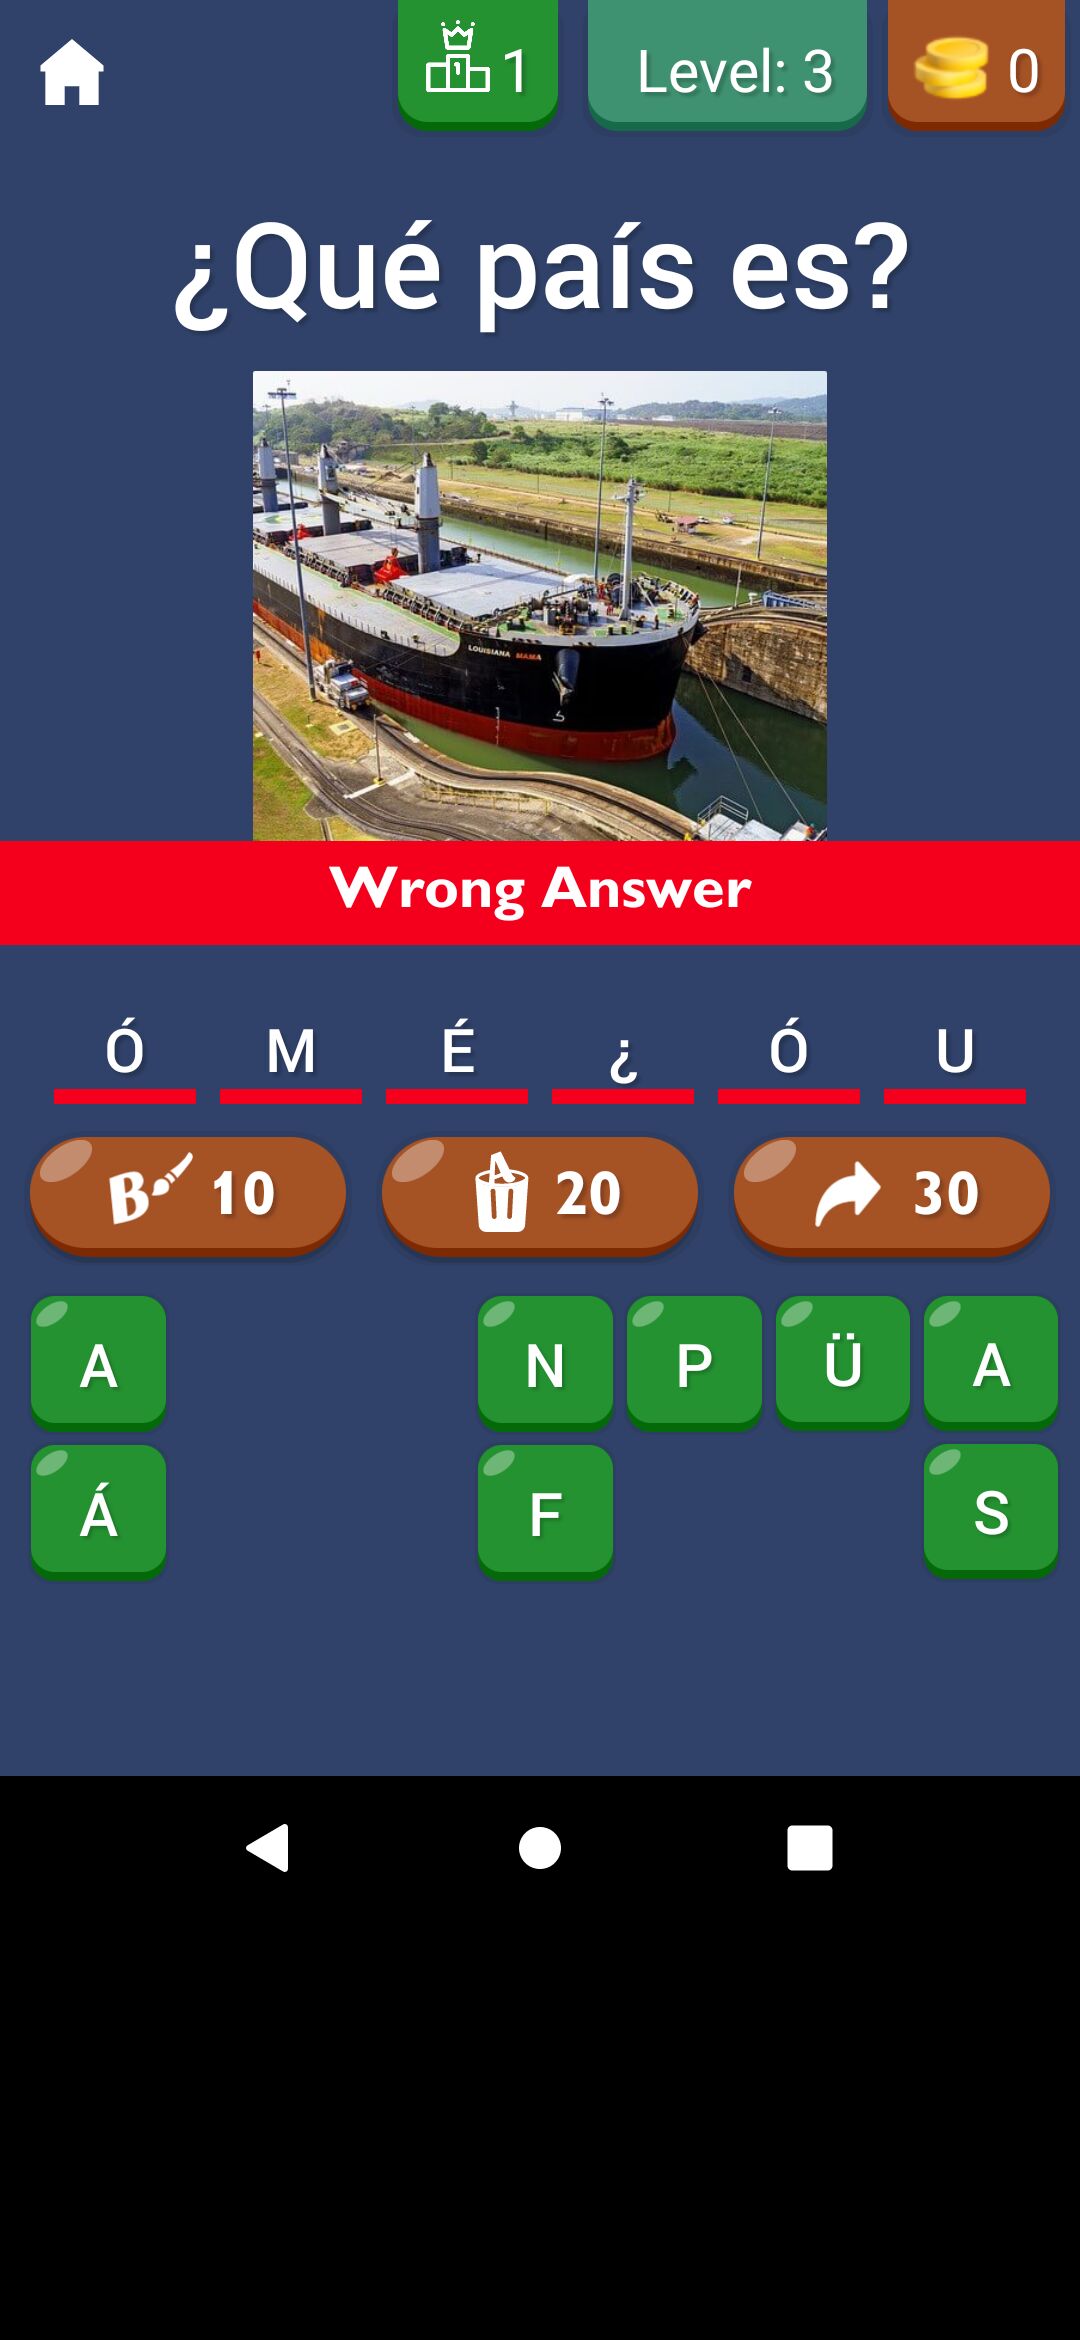 1 Level: 3 0
¿Qué país es?
LOUISIANA MAMA
Wrong Answer
Ó M É ¿ Ó U
B 10 20 30
A N P Ü A
Á F S